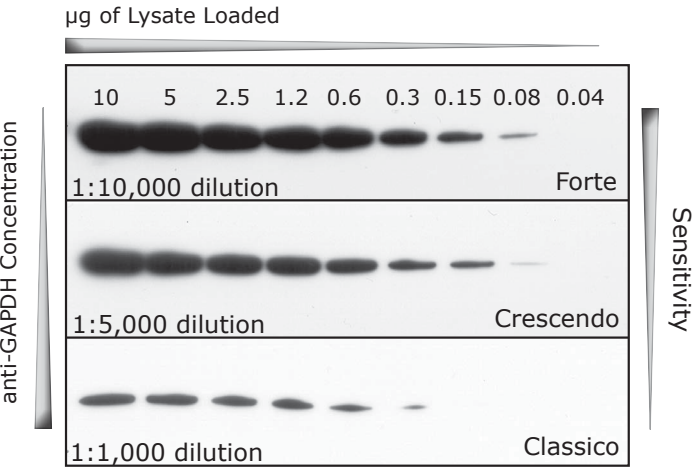 µg of Lysate Loaded
10 5 2.5 1.2 0.6 0.3 0.15 0.08 0.04
1:10,000 dilution
Forte
1:5,000 dilution
Crescendo
1:1,000 dilution
Classico
anti-GAPDH Concentration
Sensitivity